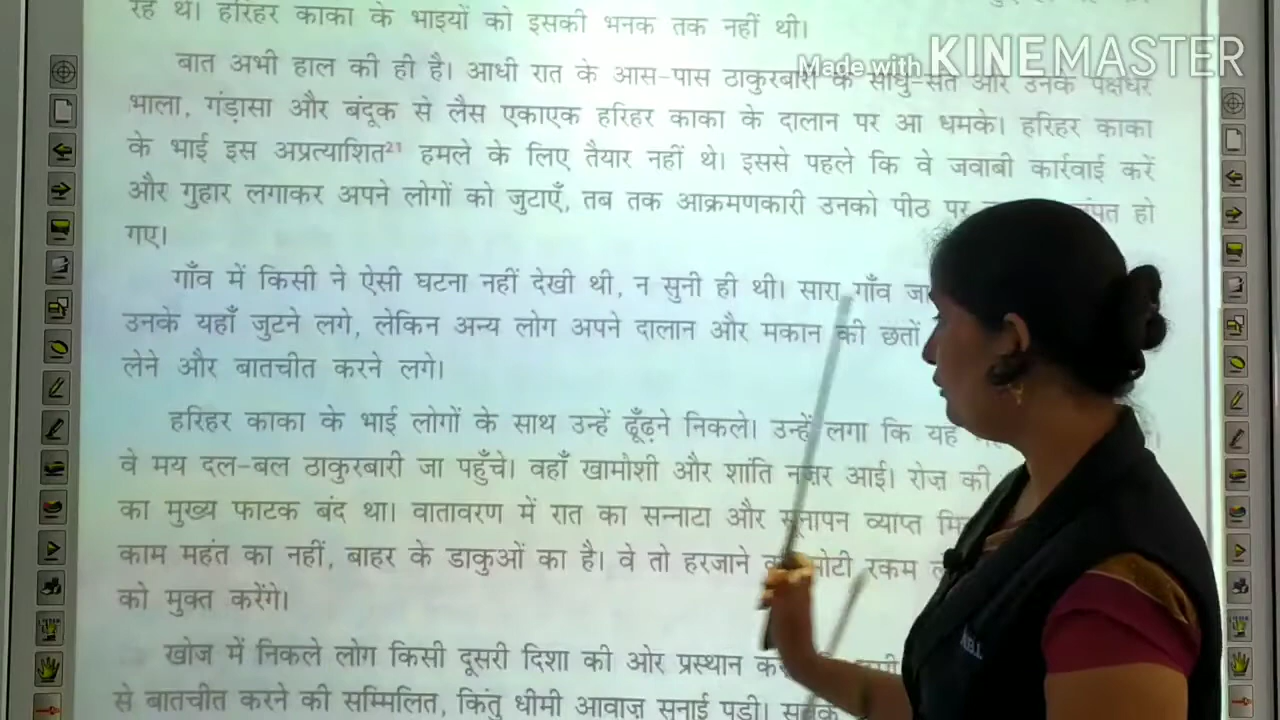 रहे थे। हरिहर काका के भाइयों को इसकी भनक तक नहीं थी।
Made with KINEMASTER
बात अभी हाल की ही है। आधी रात के आस-पास ठाकुरबारी के साधु-संत और उनके पक्षधर
भाला, गंड़ासा और बंदूक से लैस एकाएक हरिहर काका के दालान पर आ धमके। हरिहर काका
के भाई इस अप्रत्याशित21 हमले के लिए तैयार नहीं थे। इससे पहले कि वे जवाबी कार्रवाई करें
और गुहार लगाकर अपने लोगों को जुटाएँ, तब तक आक्रमणकारी उनको पीठ पर हो
गए।
गाँव में किसी ने ऐसी घटना नहीं देखी थी, न सुनी ही थी। सारा गाँव
उनके यहाँ जुटने लगे, लेकिन अन्य लोग अपने दालान और मकान की छतों
लेने और बातचीत करने लगे।
हरिहर काका के भाई लोगों के साथ उन्हें ढूँढ़ने निकले। उन्हें लगा कि यह
वे मय दल-बल ठाकुरबारी जा पहुँचे। वहाँ खामोशी और शांति नज़र आई। रोज़ की
का मुख्य फाटक बंद था। वातावरण में रात का सन्नाटा और सूनापन व्याप्त
काम महंत का नहीं, बाहर के डाकुओं का है। वे तो हरजाने मोटी रकम
को मुक्त करेंगे।
खोज में निकले लोग किसी दूसरी दिशा की ओर प्रस्थान
से बातचीत करने की सम्मिलित, किंतु धीमी आवाज़ सुनाई पड़ी।